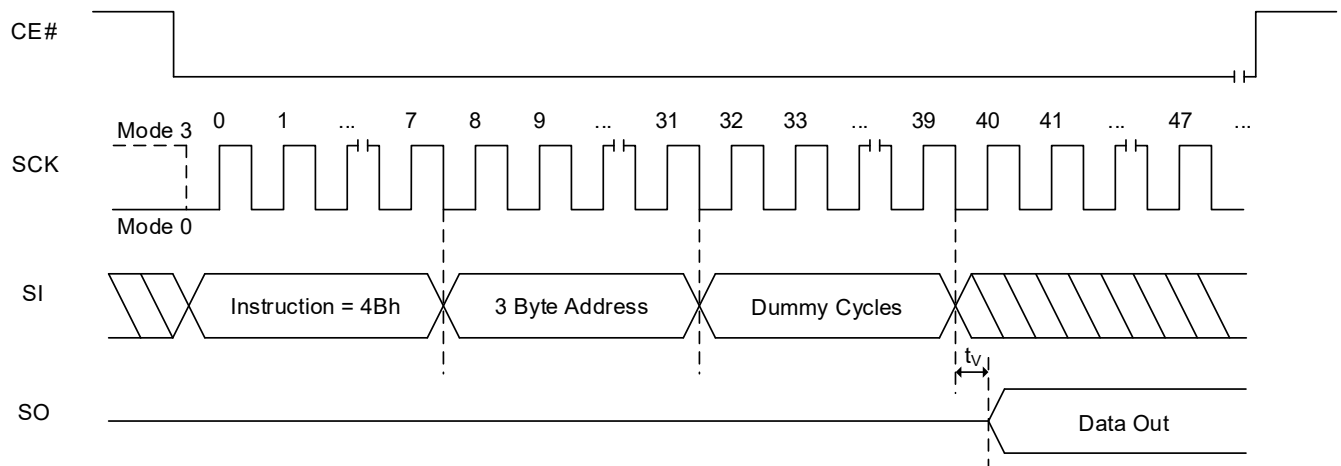 CE#
0 1 ... 7 8 9 ... 31 32 33 ... 39 40 41 ... 47 ...
Mode 3
SCK
Mode 0
SI
Instruction = 4Bh
3 Byte Address
Dummy Cycles
tV
SO
Data Out